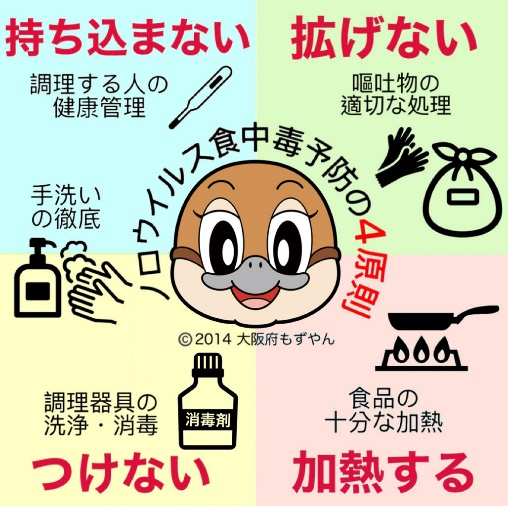 持ち込まない
調理する人の
健康管理
拡げない
嘔吐物の
適切な処理
手洗い
の徹底
ノロウイルス食中毒予防の4原則
©2014 大阪府もずやん
調理器具の
洗浄・消毒
消毒剤
つけない
食品の
十分な加熱
加熱する